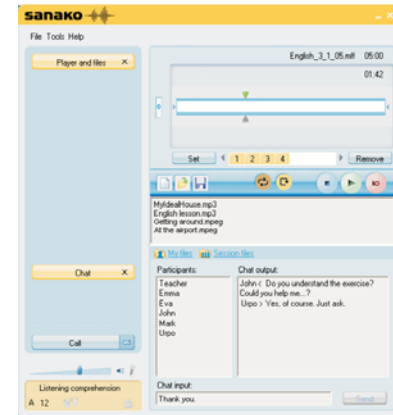 sanako
File Tools Help
Player and files
English_3_1_05.mff 05:00
01:42
Set 1 2 3 4 Remove
MyIdealHouse.mp3
English lesson.mp3
Getting around.mpeg
At the airport.mpeg
My files Session files
Chat
Participants:
Teacher
Emma
Eva
John
Mark
Urpo
Chat output:
John < Do you understand the exercise?
Could you help me...?
Urpo > Yes, of course. Just ask.
Call
Listening comprehension
A 12
Chat input:
Thank you.
Send